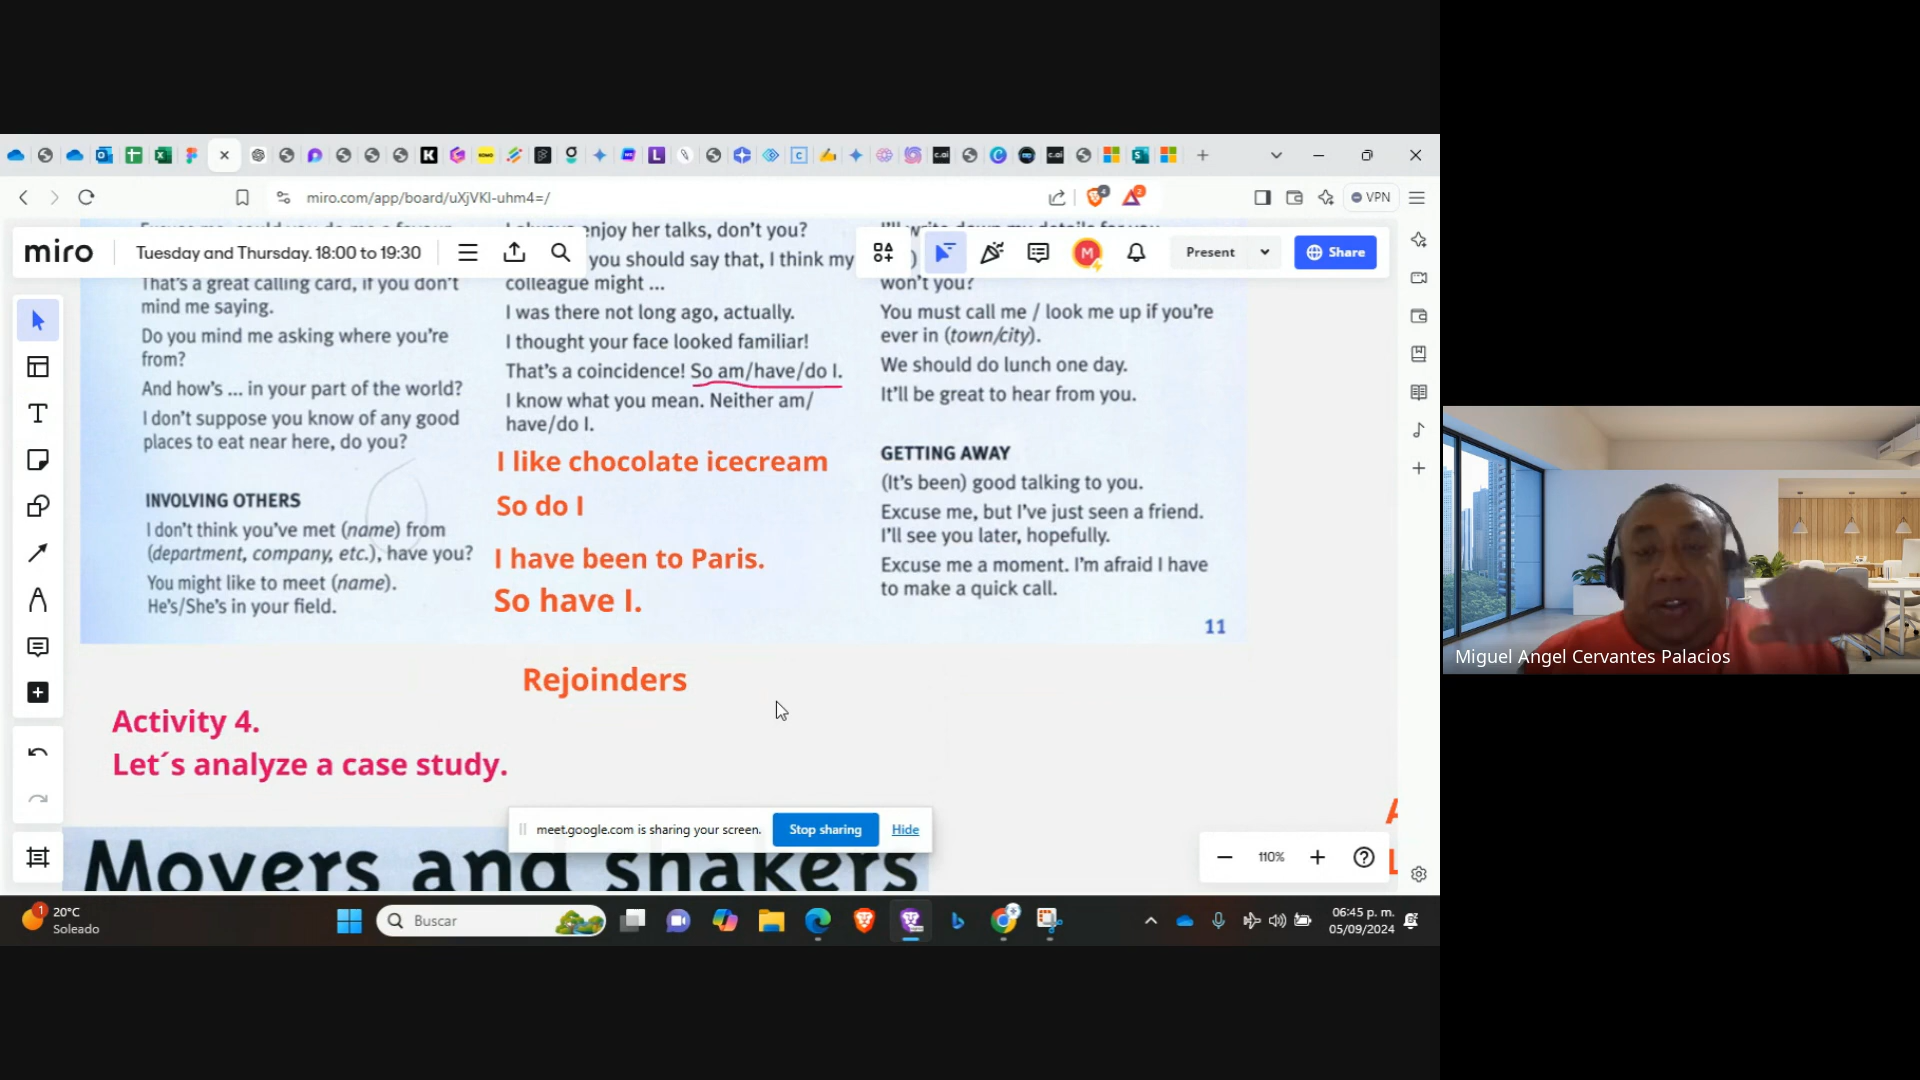 miro.com/app/board/uXjVKl-uhm4=/
VPN
miro
Tuesday and Thursday. 18:00 to 19:30
Present
Share
That's a great calling card, if you don't
mind me saying.
Do you mind me asking where you're
from?
And how's ... in your part of the world?
I don't suppose you know of any good
places to eat near here, do you?
INVOLVING OTHERS
I don't think you've met (name) from
(department, company, etc.), have you?
You might like to meet (name).
He's/She's in your field.
enjoy her talks, don't you?
you should say that, I think my
colleague might ...
I was there not long ago, actually.
I thought your face looked familiar!
That's a coincidence! So am/have/do I.
I know what you mean. Neither am/
have/do I.
I like chocolate icecream
So do I
I have been to Paris.
So have I.
won't you?
You must call me / look me up if you're
ever in (town/city).
We should do lunch one day.
It'll be great to hear from you.
GETTING AWAY
(It's been) good talking to you.
Excuse me, but I've just seen a friend.
I'll see you later, hopefully.
Excuse me a moment. I'm afraid I have
to make a quick call.
11
Rejoinders
Activity 4.
Let´s analyze a case study.
meet.google.com is sharing your screen.
Stop sharing
Hide
Movers and shakers
110%
20°C
Soleado
Buscar
06:45 p. m.
05/09/2024
Miguel Angel Cervantes Palacios